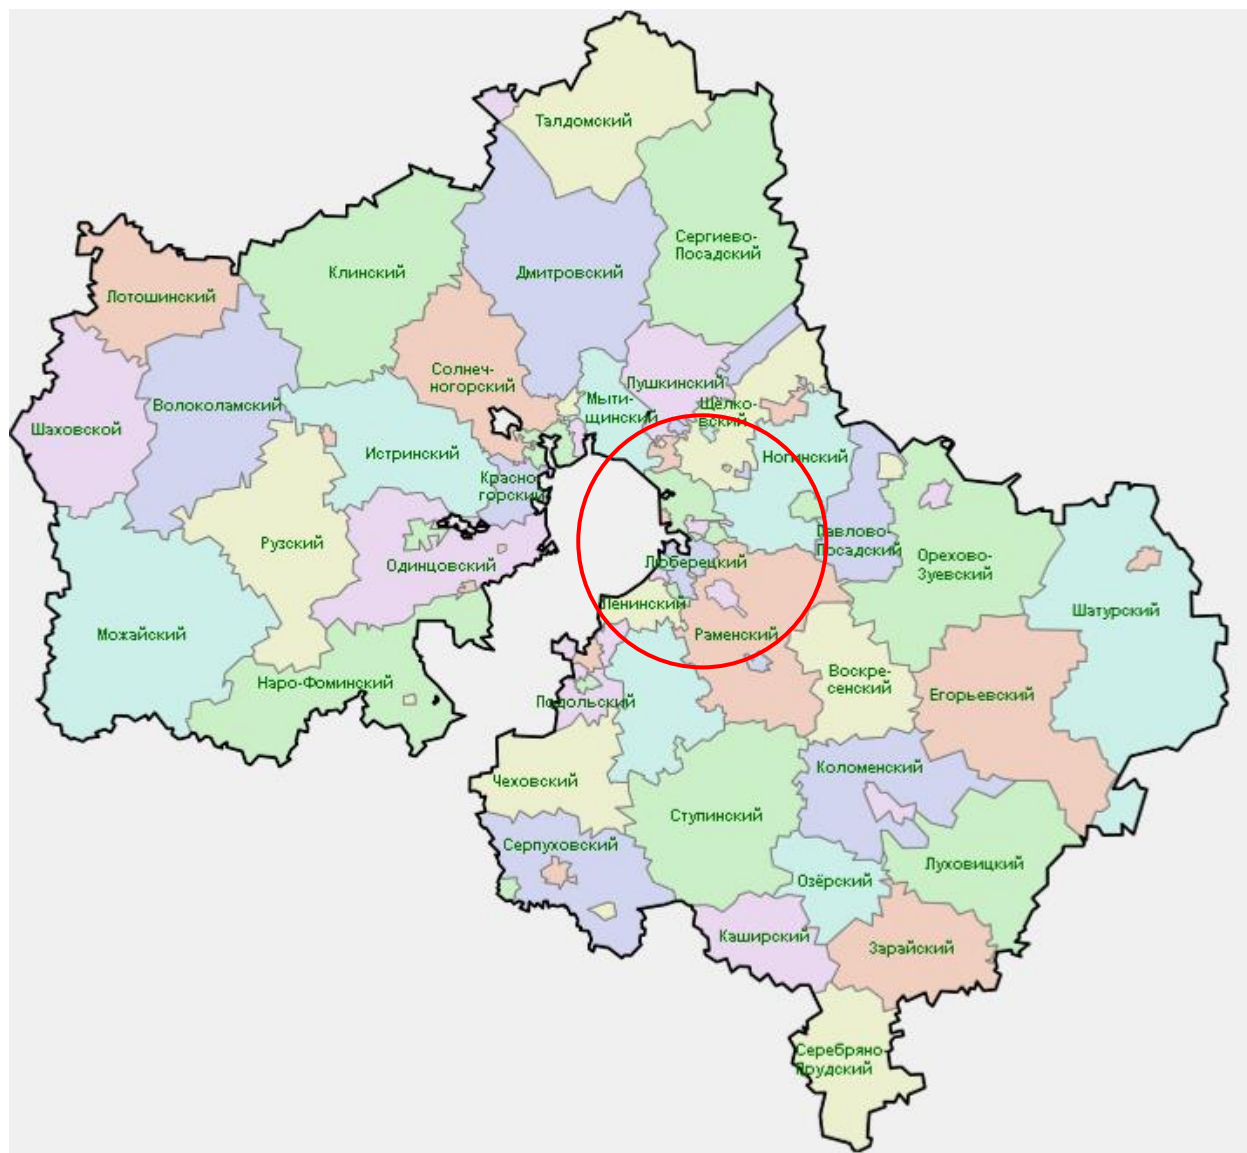 Талдомский
Сергиево-
Посадский
Клинский
Дмитровский
Лотошинский
Солнеч-
ногорский
Пушкинский
Мыти-
щинский
Щёлко-
вский
Волоколамский
Шаховской
Истринский
Ногинский
Красно-
горский
Павлово-
Посадский
Рузский
Одинцовский
Люберецкий
Орехово-
Зуевский
Ленинский
Шатурский
Можайский
Раменский
Наро-Фоминский
Воскре-
сенский
Егорьевский
Подольский
Чеховский
Коломенский
Ступинский
Серпуховский
Луховицкий
Озёрский
Каширский
Зарайский
Серебряно-
Прудский